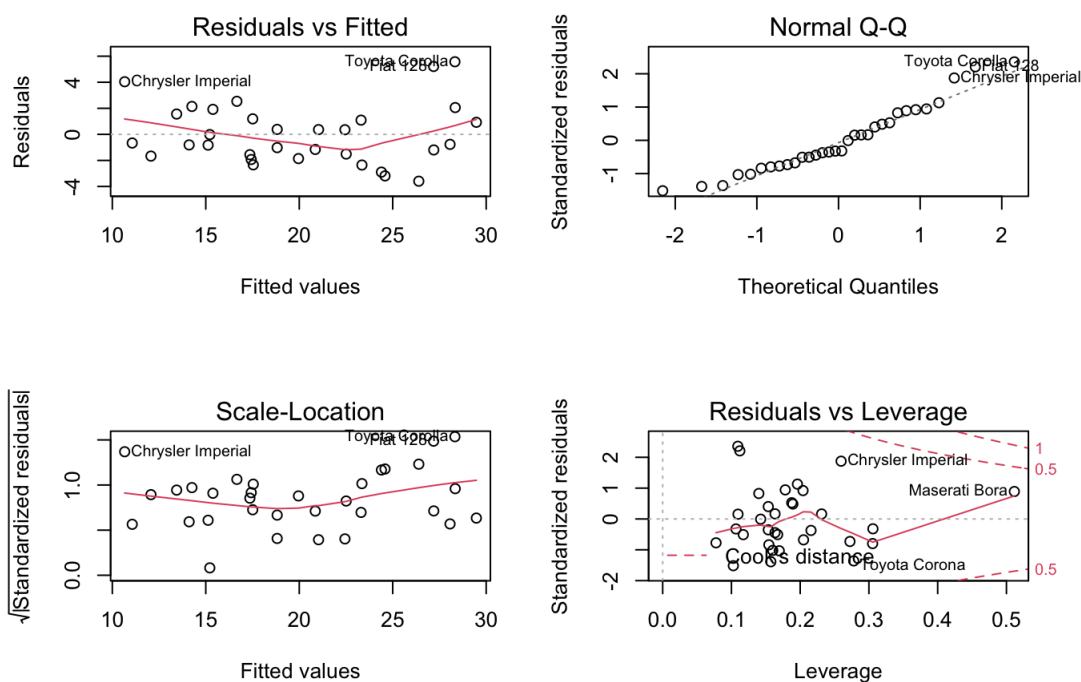 Residuals vs Fitted
Residuals
4
0
-4
Toyota Corolla
Fiat 128
Chrysler Imperial
10 15 20 25 30
Fitted values
Normal Q-Q
Standardized residuals
2
1
0
-1
Toyota Corolla
Fiat 128
Chrysler Imperial
-2 -1 0 1 2
Theoretical Quantiles
Scale-Location
√|Standardized residuals|
1.0
0.0
Toyota Corolla
Fiat 128
Chrysler Imperial
10 15 20 25 30
Fitted values
Residuals vs Leverage
Standardized residuals
2
1
0
-2
Chrysler Imperial
Maserati Bora
Toyota Corona
Cook's distance
1
0.5
0.5
0.0 0.1 0.2 0.3 0.4 0.5
Leverage